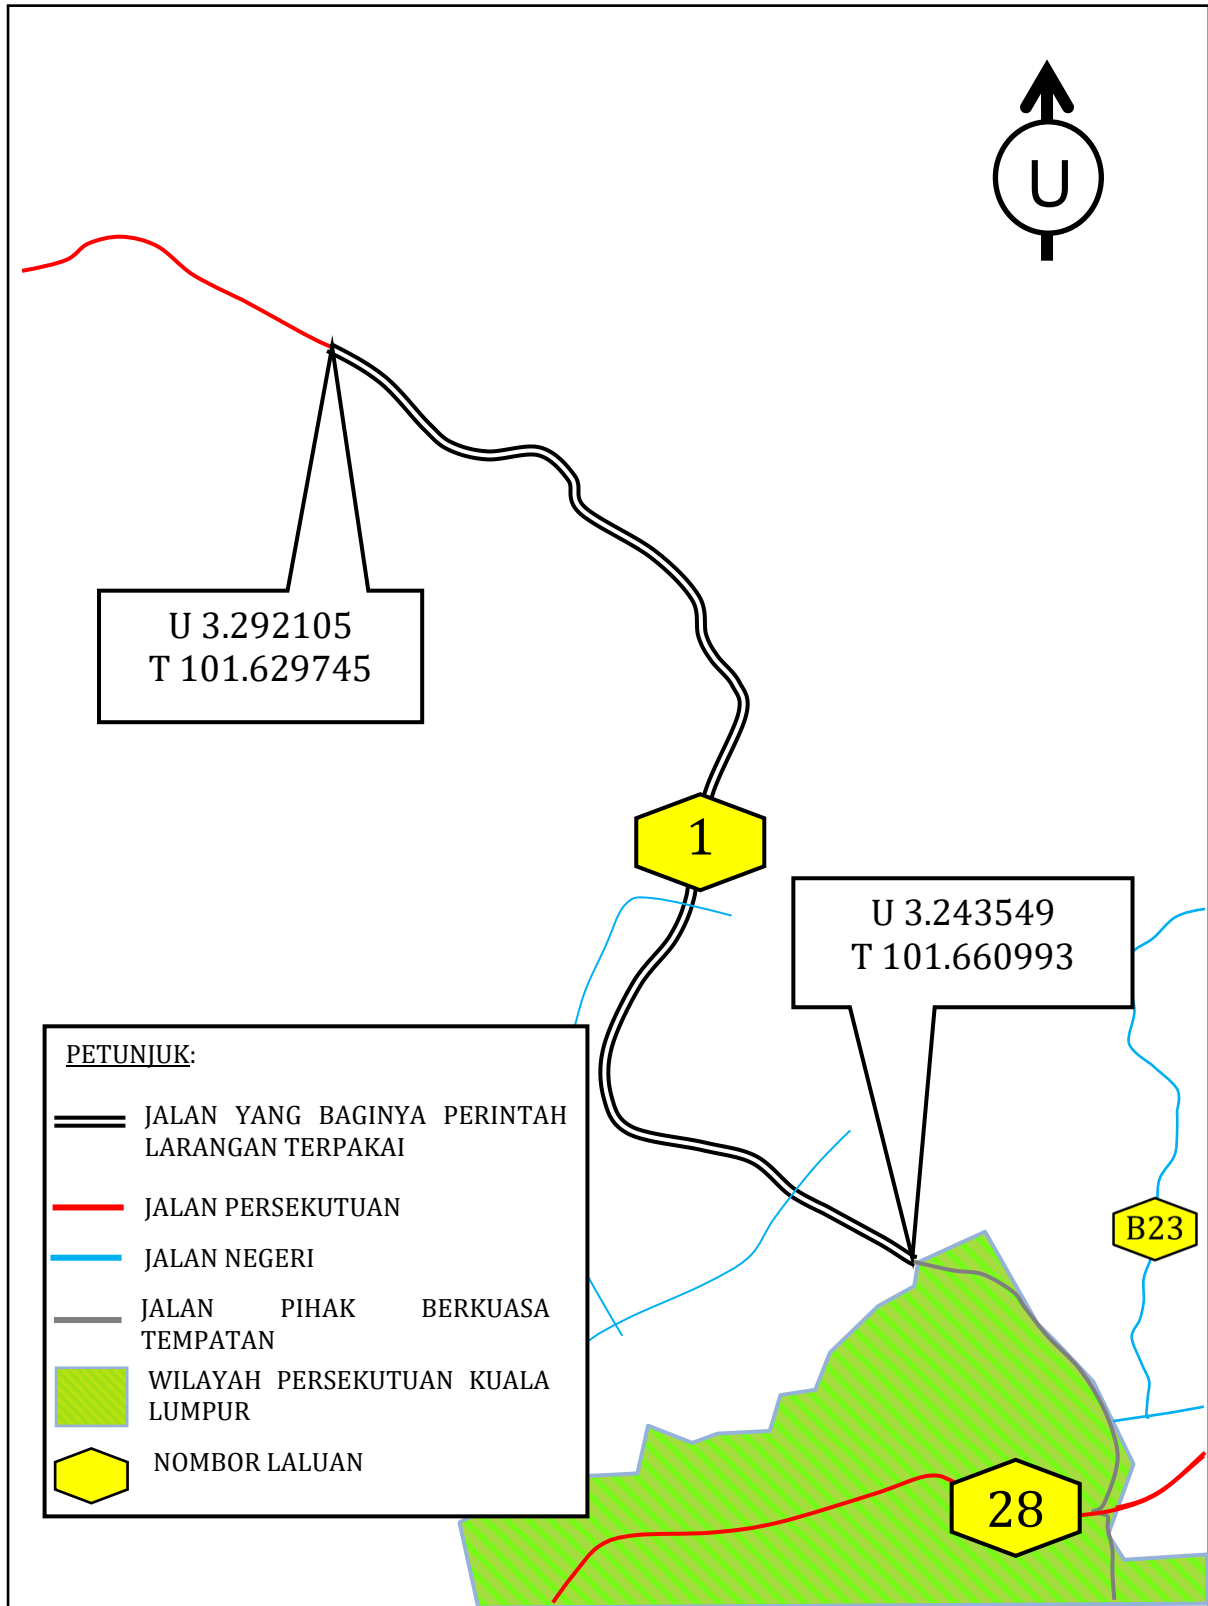 U
U 3.292105
T 101.629745
1
U 3.243549
T 101.660993
PETUNJUK:
JALAN YANG BAGINYA PERINTAH
LARANGAN TERPAKAI
JALAN PERSEKUTUAN
JALAN NEGERI
JALAN PIHAK BERKUASA
TEMPATAN
WILAYAH PERSEKUTUAN KUALA
LUMPUR
NOMBOR LALUAN
B23
28